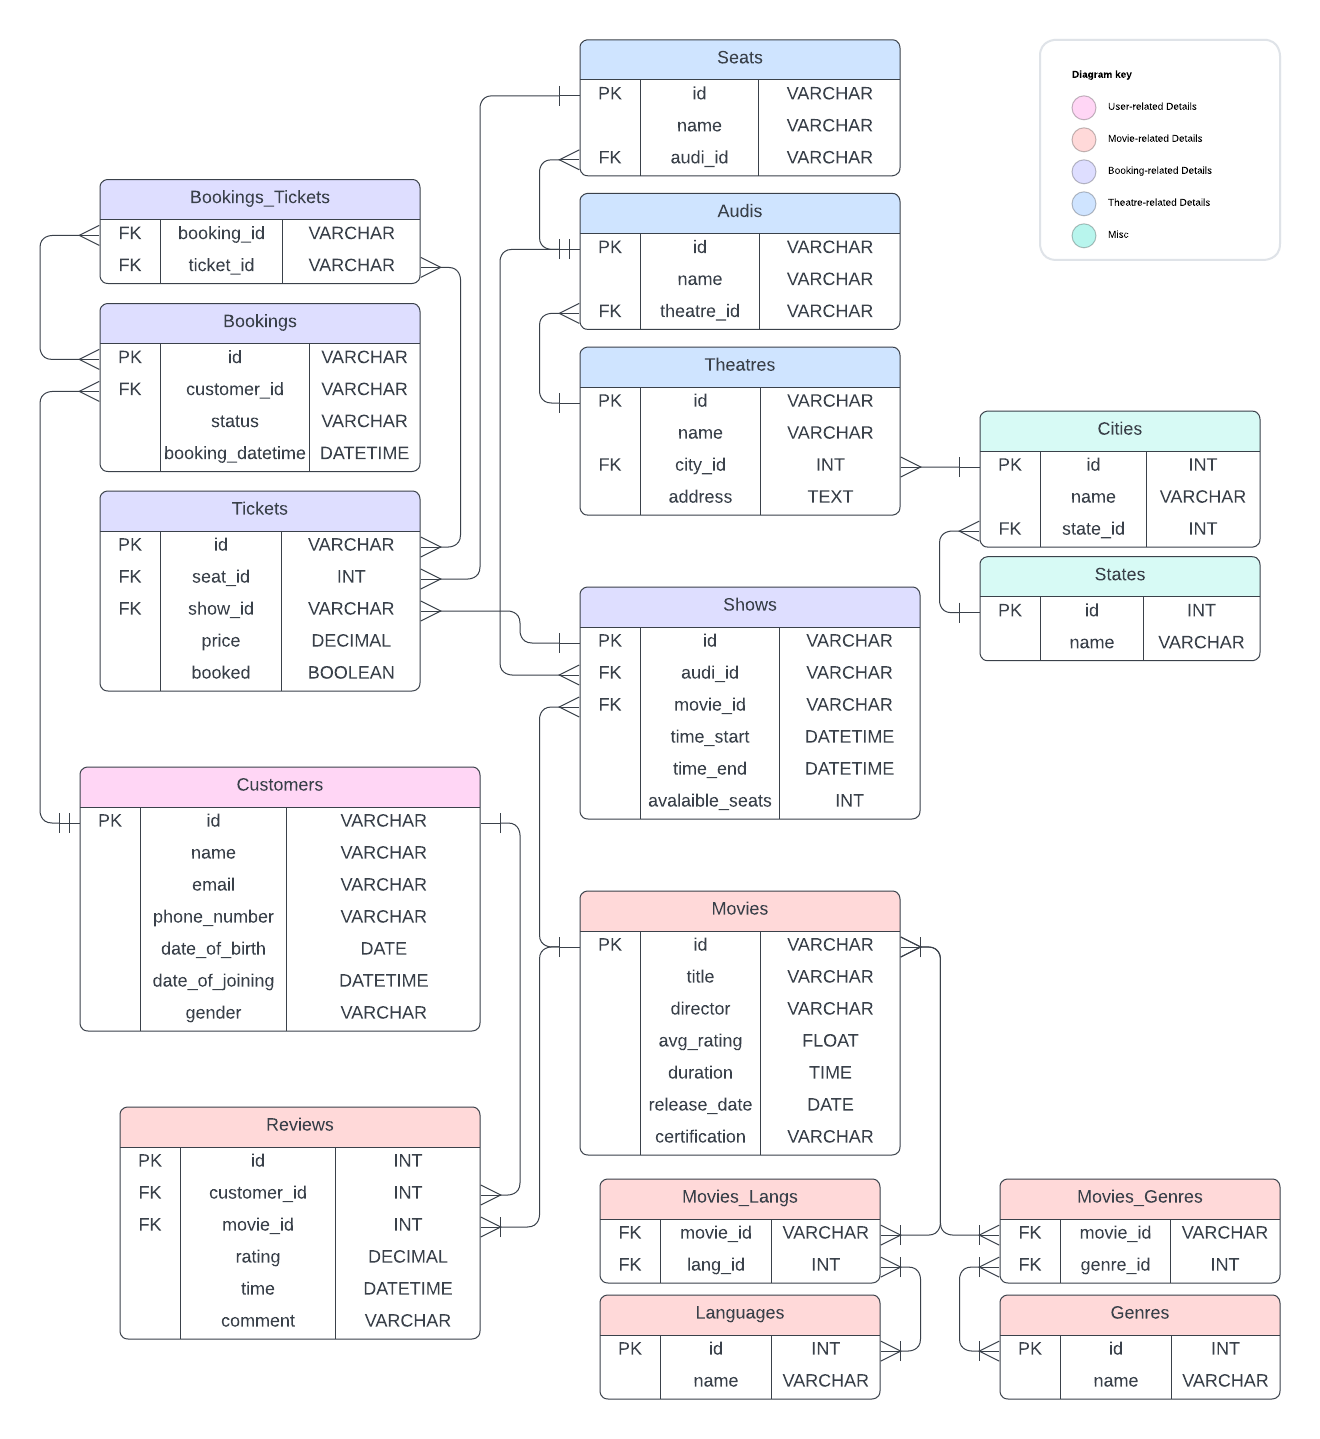 Seats
PK id VARCHAR
name VARCHAR
FK audi_id VARCHAR
Diagram key
User-related Details
Movie-related Details
Booking-related Details
Theatre-related Details
Misc
Bookings_Tickets
FK booking_id VARCHAR
FK ticket_id VARCHAR
Audis
PK id VARCHAR
name VARCHAR
FK theatre_id VARCHAR
Bookings
PK id VARCHAR
FK customer_id VARCHAR
status VARCHAR
booking_datetime DATETIME
Theatres
PK id VARCHAR
name VARCHAR
FK city_id INT
address TEXT
Cities
PK id INT
name VARCHAR
FK state_id INT
Tickets
PK id VARCHAR
FK seat_id INT
FK show_id VARCHAR
price DECIMAL
booked BOOLEAN
States
PK id INT
name VARCHAR
Shows
PK id VARCHAR
FK audi_id VARCHAR
FK movie_id VARCHAR
time_start DATETIME
time_end DATETIME
avalaible_seats INT
Customers
PK id VARCHAR
name VARCHAR
email VARCHAR
phone_number VARCHAR
date_of_birth DATE
date_of_joining DATETIME
gender VARCHAR
Movies
PK id VARCHAR
title VARCHAR
director VARCHAR
avg_rating FLOAT
duration TIME
release_date DATE
certification VARCHAR
Reviews
PK id INT
FK customer_id INT
FK movie_id INT
rating DECIMAL
time DATETIME
comment VARCHAR
Movies_Langs
FK movie_id VARCHAR
FK lang_id INT
Movies_Genres
FK movie_id VARCHAR
FK genre_id INT
Languages
PK id INT
name VARCHAR
Genres
PK id INT
name VARCHAR